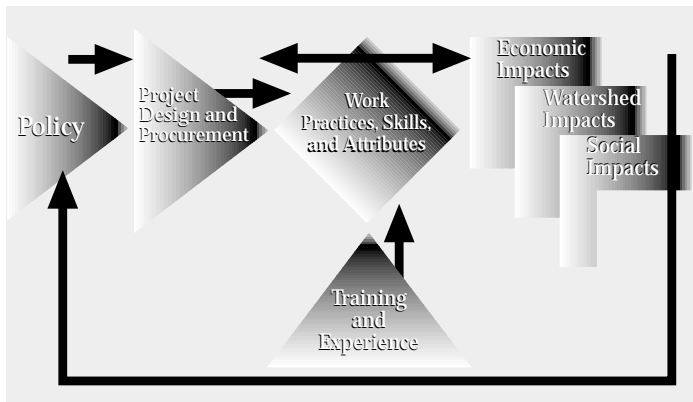 Policy
Project
Design and
Procurement
Work
Practices, Skills,
and Attributes
Economic
Impacts
Watershed
Impacts
Social
Impacts
Training
and
Experience